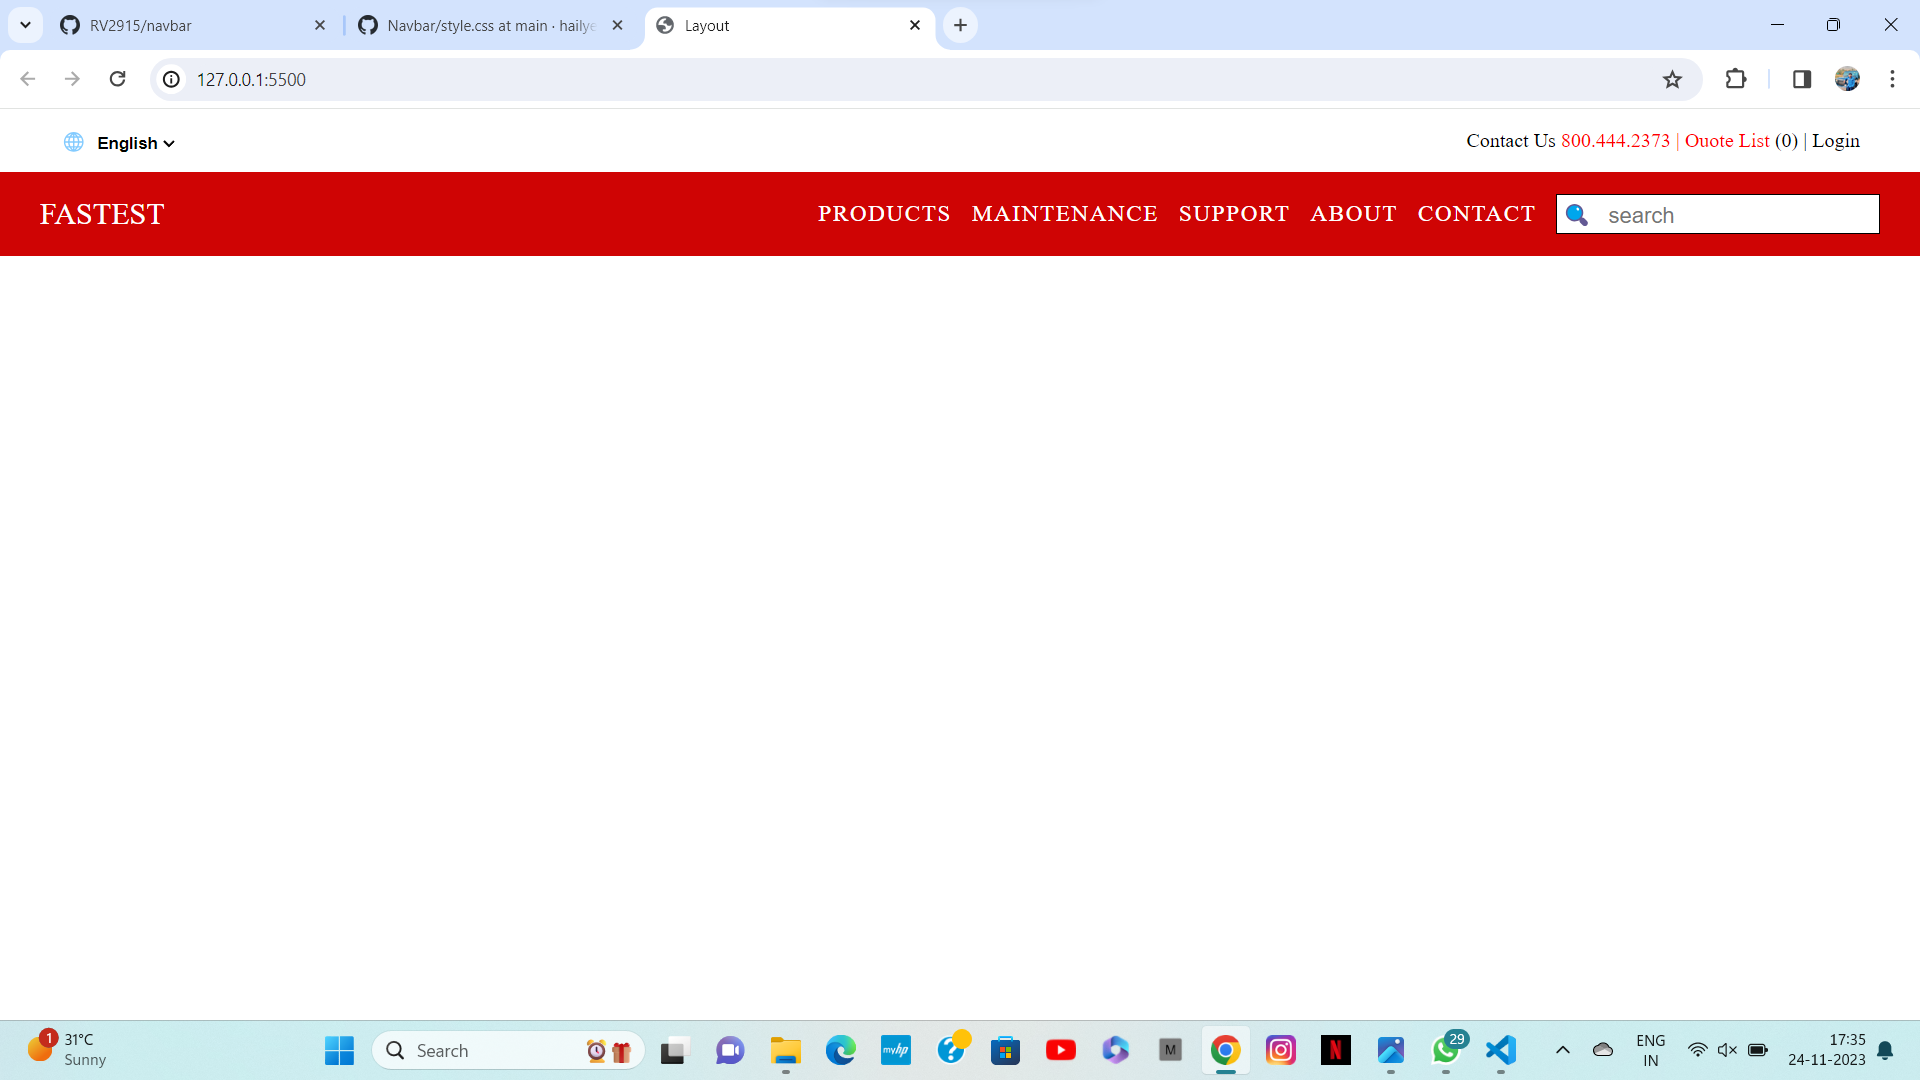 RV2915/navbar
Navbar/style.css at main · hailye
Layout
127.0.0.1:5500
English
Contact Us 800.444.2373 | Quote List (0) | Login
FASTEST
PRODUCTS MAINTENANCE SUPPORT ABOUT CONTACT search
1
31°C
Sunny
Search
myhp
M
N
29
ENG
IN
17:35
24-11-2023